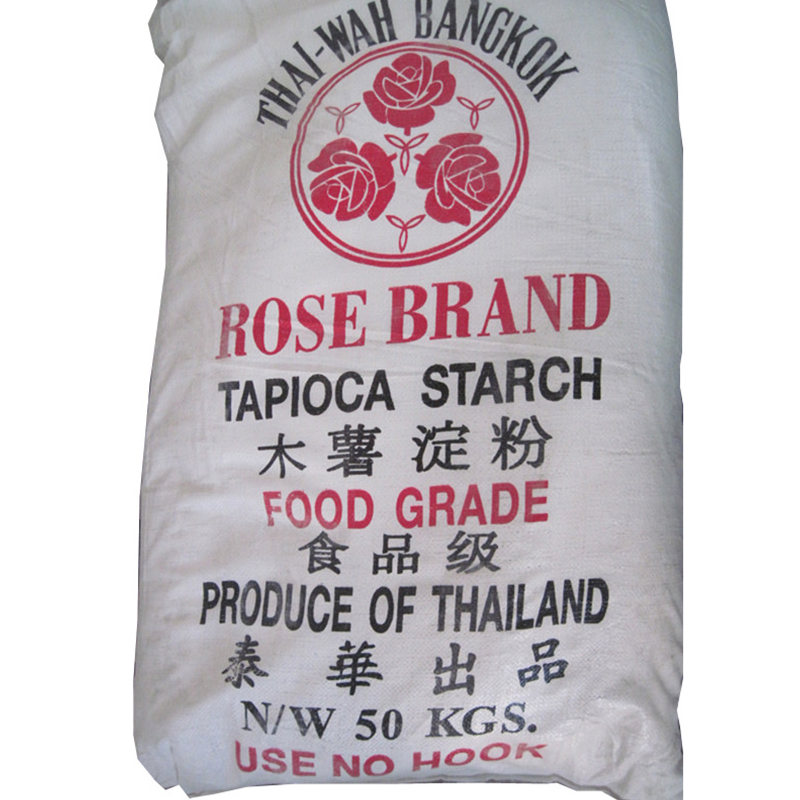 THAI-WAH BANGKOK
ROSE BRAND
TAPIOCA STARCH
木薯淀粉
FOOD GRADE
食品级
PRODUCE OF THAILAND
泰華出品
N/W 50 KGS.
USE NO HOOK